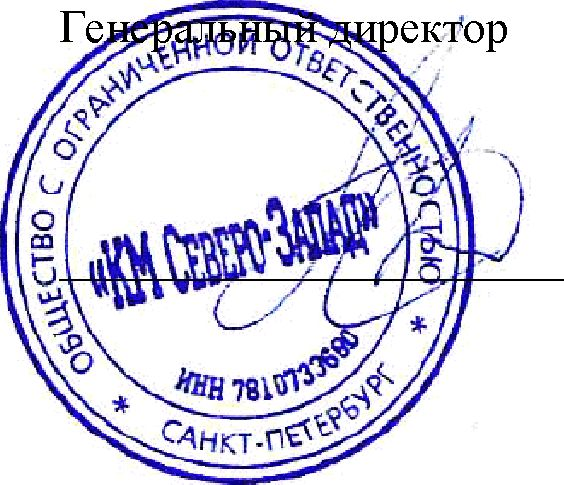 Генеральный директор
ОБЩЕСТВО С ОГРАНИЧЕННОЙ ОТВЕТСТВЕННОСТЬЮ
«КМ СЕВЕРО-ЗАПАД»
ИНН 7810733680
* САНКТ-ПЕТЕРБУРГ *